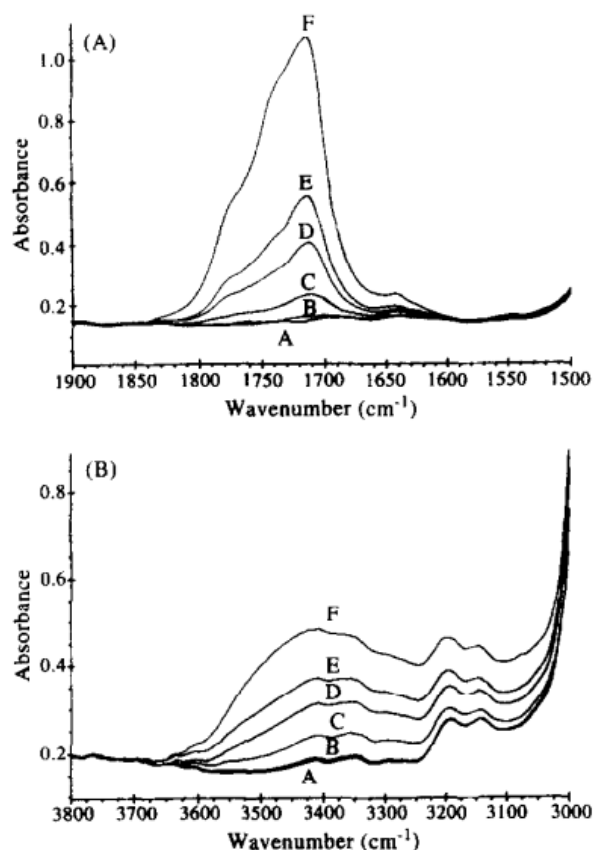 (A)
F
1.0
0.8
Absorbance
0.6
E
D
0.4
C
B
0.2
A
1900 1850 1800 1750 1700 1650 1600 1550 1500
Wavenumber (cm-1)
(B)
0.8
Absorbance
0.6
F
0.4
E
D
C
B
0.2
A
3800 3700 3600 3500 3400 3300 3200 3100 3000
Wavenumber (cm-1)